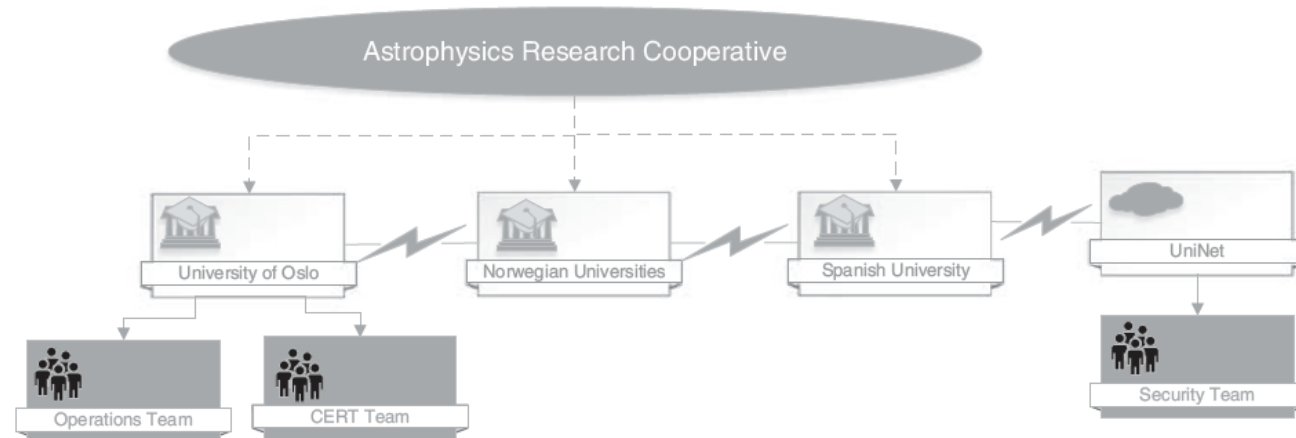 Astrophysics Research Cooperative
University of Oslo
Norwegian Universities
Spanish University
UniNet
Operations Team
CERT Team
Security Team